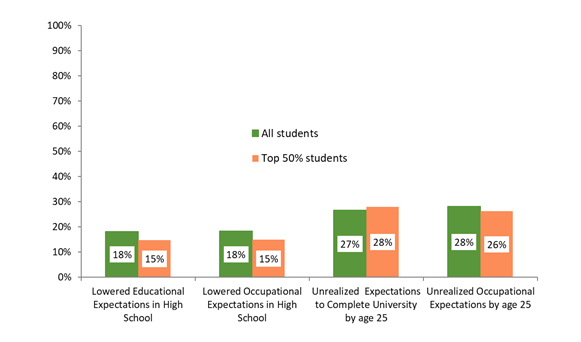 100%
90%
80%
70%
60%
50%
40%
30%
20%
10%
0%
All students
Top 50% students
18%
15%
18%
15%
27%
28%
28%
26%
Lowered Educational
Expectations in High
School
Lowered Occupational
Expectations in High
School
Unrealized Expectations
to Complete University
by age 25
Unrealized Occupational
Expectations by age 25